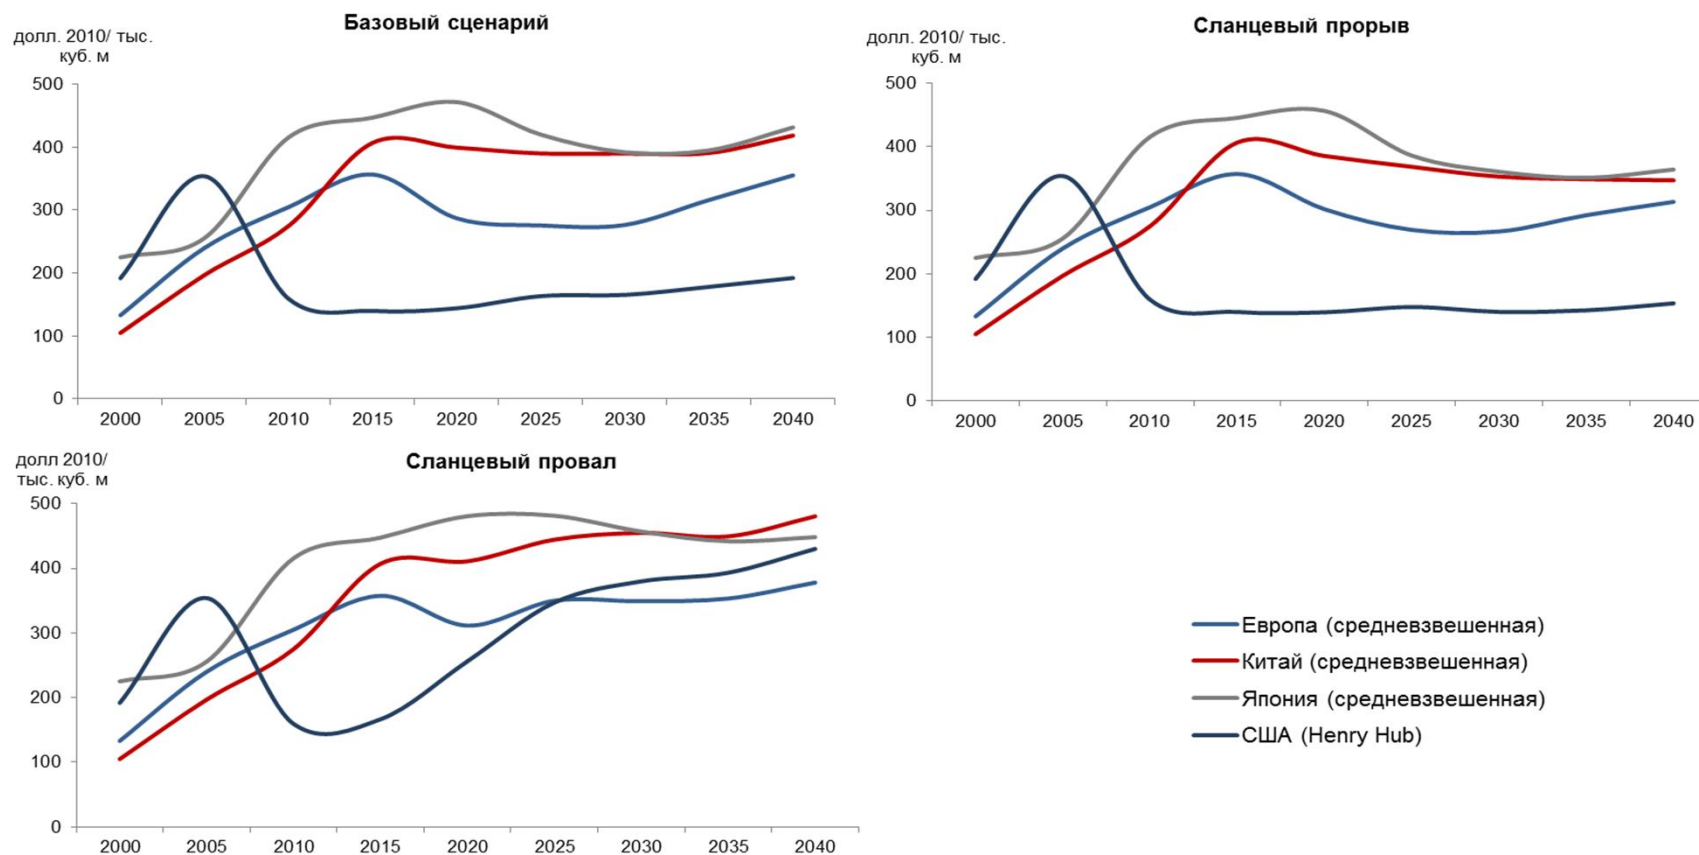 Базовый сценарий
долл. 2010/ тыс.
куб. м
500
400
300
200
100
0
2000 2005 2010 2015 2020 2025 2030 2035 2040
Сланцевый прорыв
долл. 2010/ тыс.
куб. м
500
400
300
200
100
0
2000 2005 2010 2015 2020 2025 2030 2035 2040
Сланцевый провал
долл 2010/
тыс. куб. м
500
400
300
200
100
0
2000 2005 2010 2015 2020 2025 2030 2035 2040
Европа (средневзвешенная)
Китай (средневзвешенная)
Япония (средневзвешенная)
США (Henry Hub)